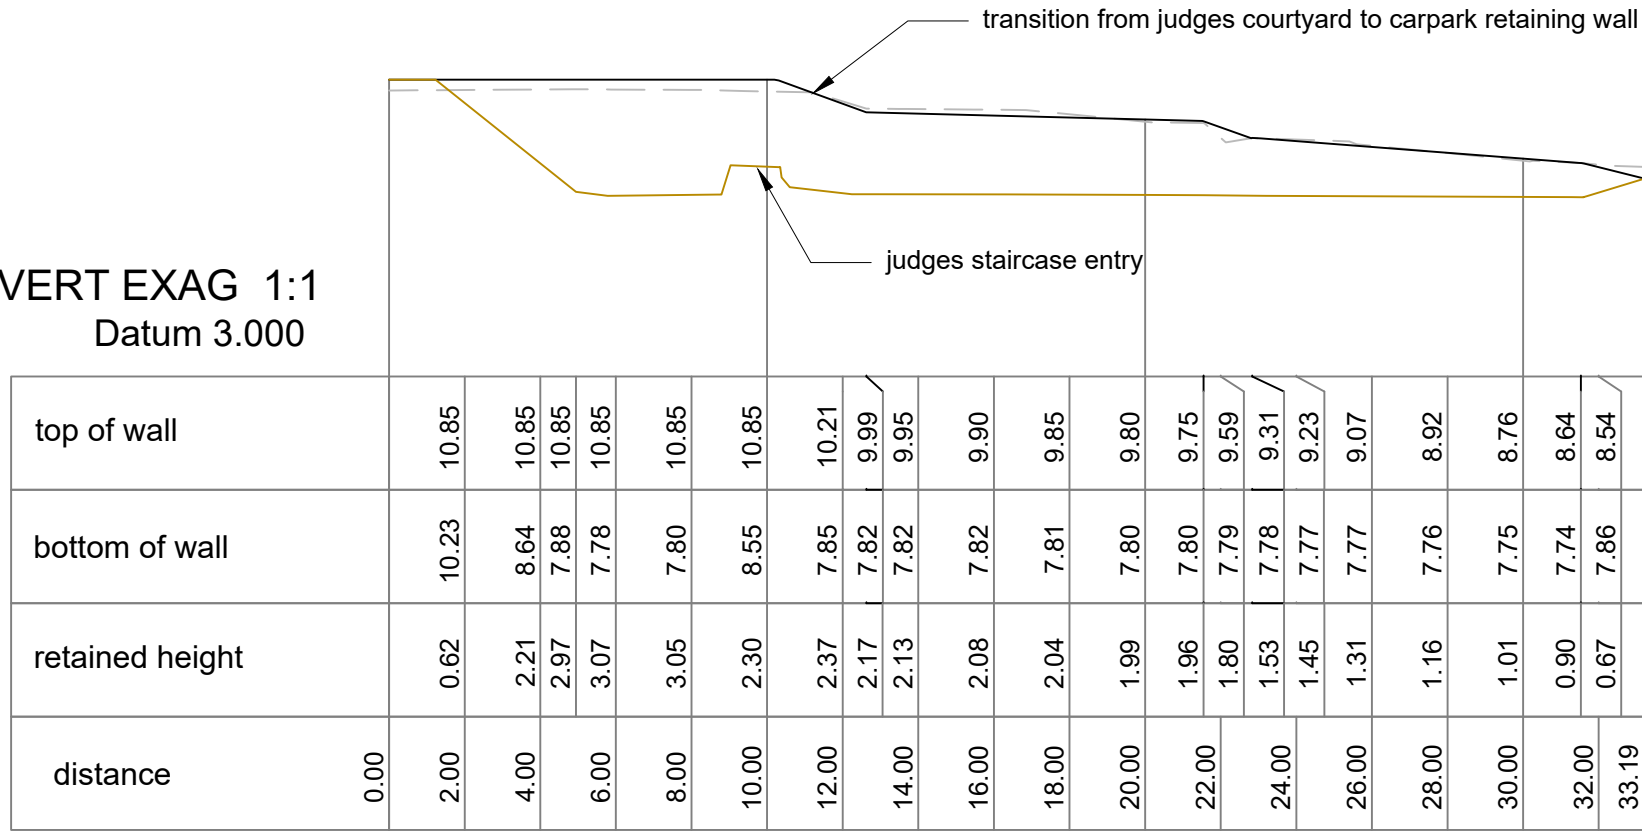 transition from judges courtyard to carpark retaining wall
judges staircase entry
VERT EXAG 1:1
Datum 3.000
top of wall 10.85 10.85 10.85 10.85 10.85 10.85 10.21 9.99 9.95 9.90 9.85 9.80 9.75 9.59 9.31 9.23 9.07 8.92 8.76 8.64 8.54
bottom of wall 10.23 8.64 7.88 7.78 7.80 8.55 7.85 7.82 7.82 7.82 7.81 7.80 7.80 7.79 7.78 7.77 7.77 7.76 7.75 7.74 7.86
retained height 0.62 2.21 2.97 3.07 3.05 2.30 2.37 2.17 2.13 2.08 2.04 1.99 1.96 1.80 1.53 1.45 1.31 1.16 1.01 0.90 0.67
distance 0.00 2.00 4.00 6.00 8.00 10.00 12.00 14.00 16.00 18.00 20.00 22.00 24.00 26.00 28.00 30.00 32.00 33.19